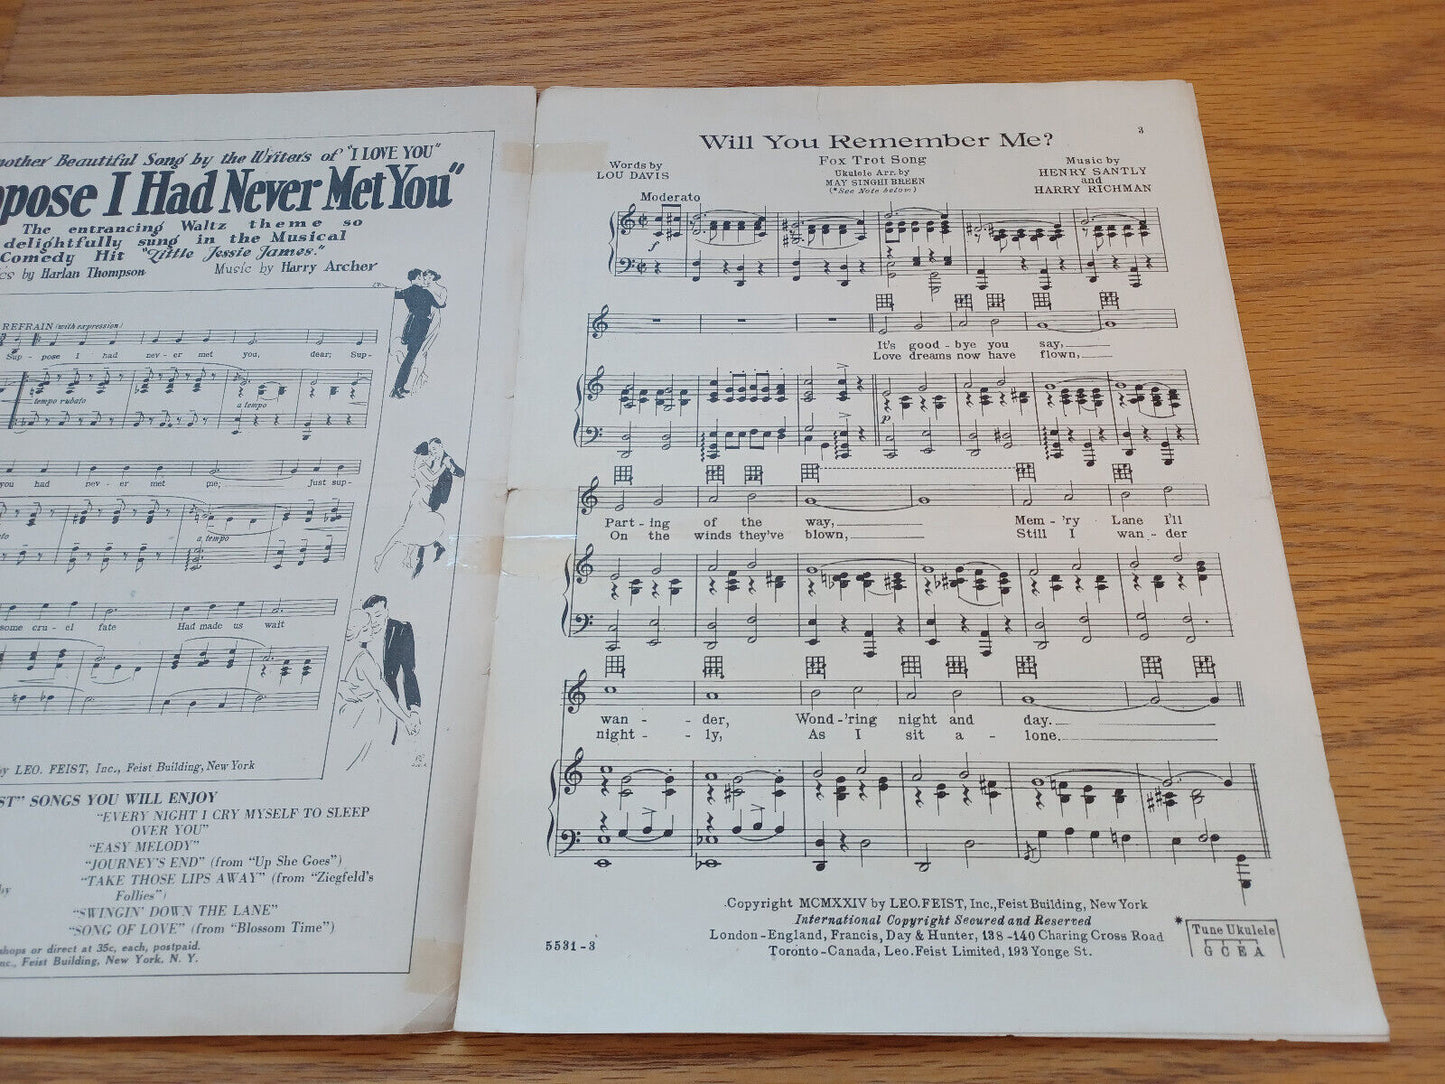 nother Beautiful Song by the Writers of "I LOVE YOU"
ppose I Had Never Met You"
The entrancing Waltz theme so
delightfully sung in the Musical
Comedy Hit "Little Jessie James."
by Harlan Thompson Music by Harry Archer
REFRAIN (with expression)
Sup - pose I had nev - er met you, dear; Sup-
tempo rubato a tempo
you had nev - er met me; Just sup-
a tempo
some cru - el fate Had made us wait
by LEO. FEIST, Inc., Feist Building, New York
ST" SONGS YOU WILL ENJOY
"EVERY NIGHT I CRY MYSELF TO SLEEP
OVER YOU"
"EASY MELODY"
"JOURNEY'S END" (from "Up She Goes")
"TAKE THOSE LIPS AWAY" (from "Ziegfeld's
Follies")
"SWINGIN' DOWN THE LANE"
"SONG OF LOVE" (from "Blossom Time")
by
shops or direct at 35c, each, postpaid.
nc., Feist Building, New York, N. Y.
3
Will You Remember Me?
Fox Trot Song
Words by
LOU DAVIS
Ukulele Arr. by
MAY SINGHI BREEN
(*See Note below)
Music by
HENRY SANTLY
and
HARRY RICHMAN
Moderato
f
It's good - bye you say,
Love dreams now have flown,
p
Part - ing of the way, Mem - 'ry Lane I'll
On the winds they've blown, Still I wan - der
wan - der, Wond - 'ring night and day.
night - ly, As I sit a - lone.
Copyright MCMXXIV by LEO. FEIST, Inc., Feist Building, New York
International Copyright Secured and Reserved
London-England, Francis, Day & Hunter, 138-140 Charing Cross Road
Toronto-Canada, Leo. Feist Limited, 193 Yonge St.
5531-3
* Tune Ukulele
G C E A